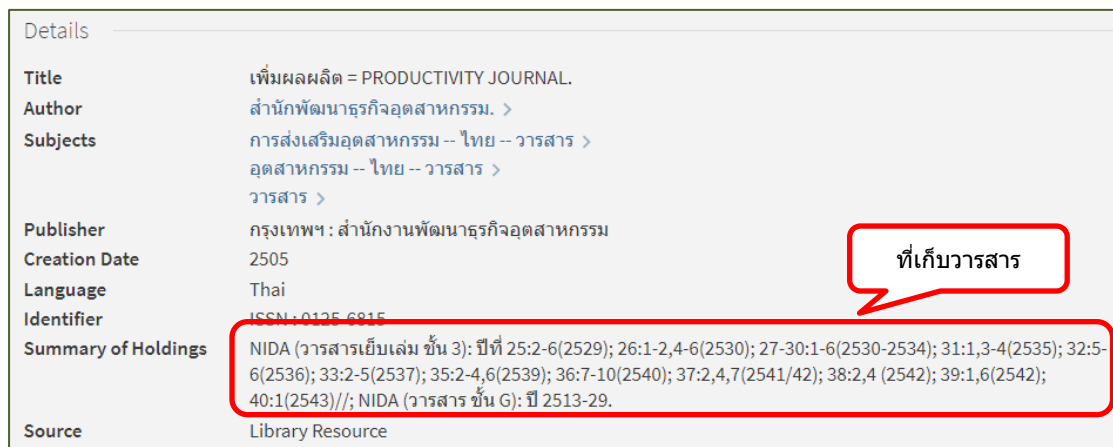 Details
Title เพิ่มผลผลิต = PRODUCTIVITY JOURNAL.
Author สำนักพัฒนาธุรกิจอุตสาหกรรม. >
Subjects การส่งเสริมอุตสาหกรรม -- ไทย -- วารสาร >
อุตสาหกรรม -- ไทย -- วารสาร >
วารสาร >
Publisher กรุงเทพฯ : สำนักงานพัฒนาธุรกิจอุตสาหกรรม
Creation Date 2505
ที่เก็บวารสาร
Language Thai
Identifier ISSN : 0125-6815
Summary of Holdings NIDA (วารสารเย็บเล่ม ชั้น 3): ปีที่ 25:2-6(2529); 26:1-2,4-6(2530); 27-30:1-6(2530-2534); 31:1,3-4(2535); 32:5-
6(2536); 33:2-5(2537); 35:2-4,6(2539); 36:7-10(2540); 37:2,4,7(2541/42); 38:2,4 (2542); 39:1,6(2542);
40:1(2543)//; NIDA (วารสาร ชั้น G): ปี 2513-29.
Source Library Resource